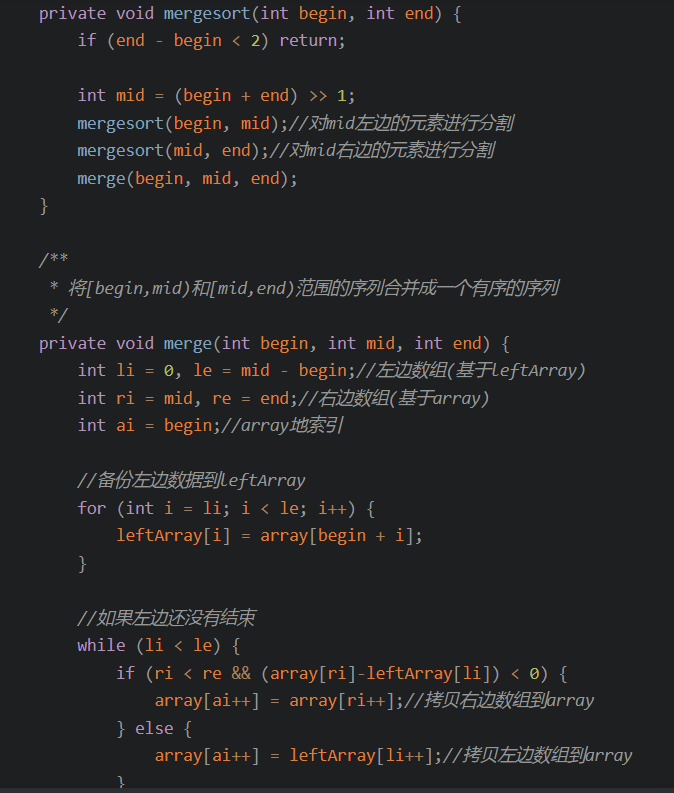 private void mergesort(int begin, int end) {
if (end - begin < 2) return;
int mid = (begin + end) >> 1;
mergesort(begin, mid);//对mid左边的元素进行分割
mergesort(mid, end);//对mid右边的元素进行分割
merge(begin, mid, end);
}
/**
* 将[begin,mid)和[mid,end)范围的序列合并成一个有序的序列
*/
private void merge(int begin, int mid, int end) {
int li = 0, le = mid - begin;//左边数组(基于leftArray)
int ri = mid, re = end;//右边数组(基于array)
int ai = begin;//array地索引
//备份左边数据到leftArray
for (int i = li; i < le; i++) {
leftArray[i] = array[begin + i];
}
//如果左边还没有结束
while (li < le) {
if (ri < re && (array[ri]-leftArray[li]) < 0) {
array[ai++] = array[ri++];//拷贝右边数组到array
} else {
array[ai++] = leftArray[li++];//拷贝左边数组到array
}